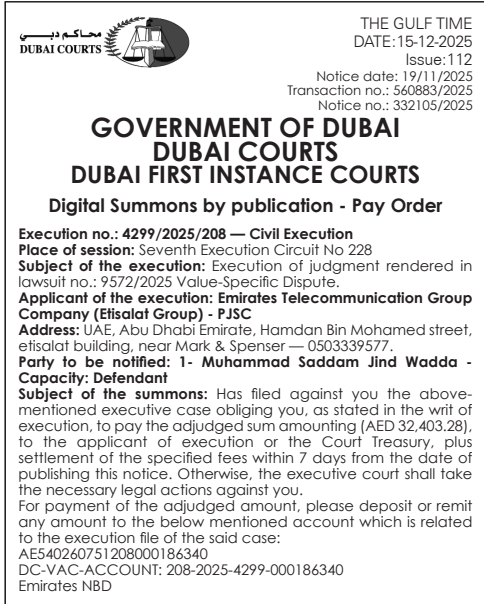 محاكم دبي
DUBAI COURTS
THE GULF TIME
DATE:15-12-2025
Issue:112
Notice date: 19/11/2025
Transaction no.: 560883/2025
Notice no.: 332105/2025
GOVERNMENT OF DUBAI
DUBAI COURTS
DUBAI FIRST INSTANCE COURTS
Digital Summons by publication - Pay Order
Execution no.: 4299/2025/208 — Civil Execution
Place of session: Seventh Execution Circuit No 228
Subject of the execution: Execution of judgment rendered in
lawsuit no.: 9572/2025 Value-Specific Dispute.
Applicant of the execution: Emirates Telecommunication Group
Company (Etisalat Group) - PJSC
Address: UAE, Abu Dhabi Emirate, Hamdan Bin Mohamed street,
etisalat building, near Mark & Spenser — 0503339577.
Party to be notified: 1- Muhammad Saddam Jind Wadda -
Capacity: Defendant
Subject of the summons: Has filed against you the above-
mentioned executive case obliging you, as stated in the writ of
execution, to pay the adjudged sum amounting (AED 32,403.28),
to the applicant of execution or the Court Treasury, plus
settlement of the specified fees within 7 days from the date of
publishing this notice. Otherwise, the executive court shall take
the necessary legal actions against you.
For payment of the adjudged amount, please deposit or remit
any amount to the below mentioned account which is related
to the execution file of the said case:
AE540260751208000186340
DC-VAC-ACCOUNT: 208-2025-4299-000186340
Emirates NBD